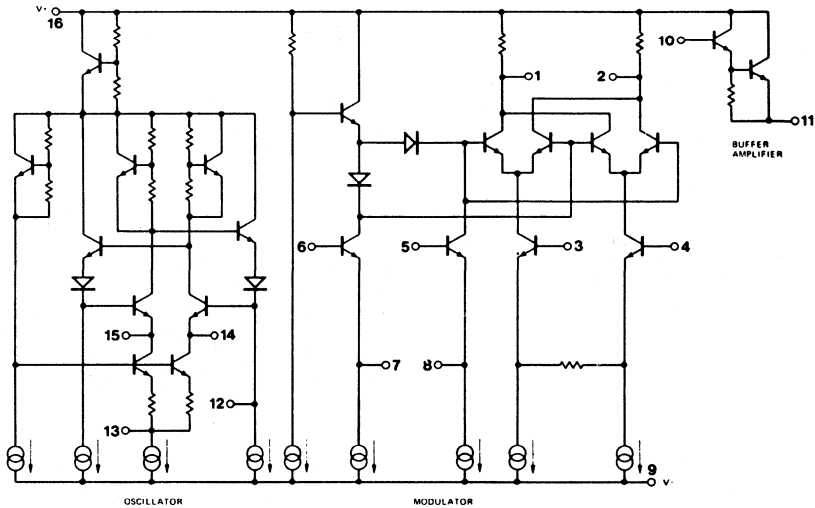 V·
16
10
1
2
11
BUFFER
AMPLIFIER
6
5
3
4
15
14
7
8
12
13
9
V·
OSCILLATOR
MODULATOR